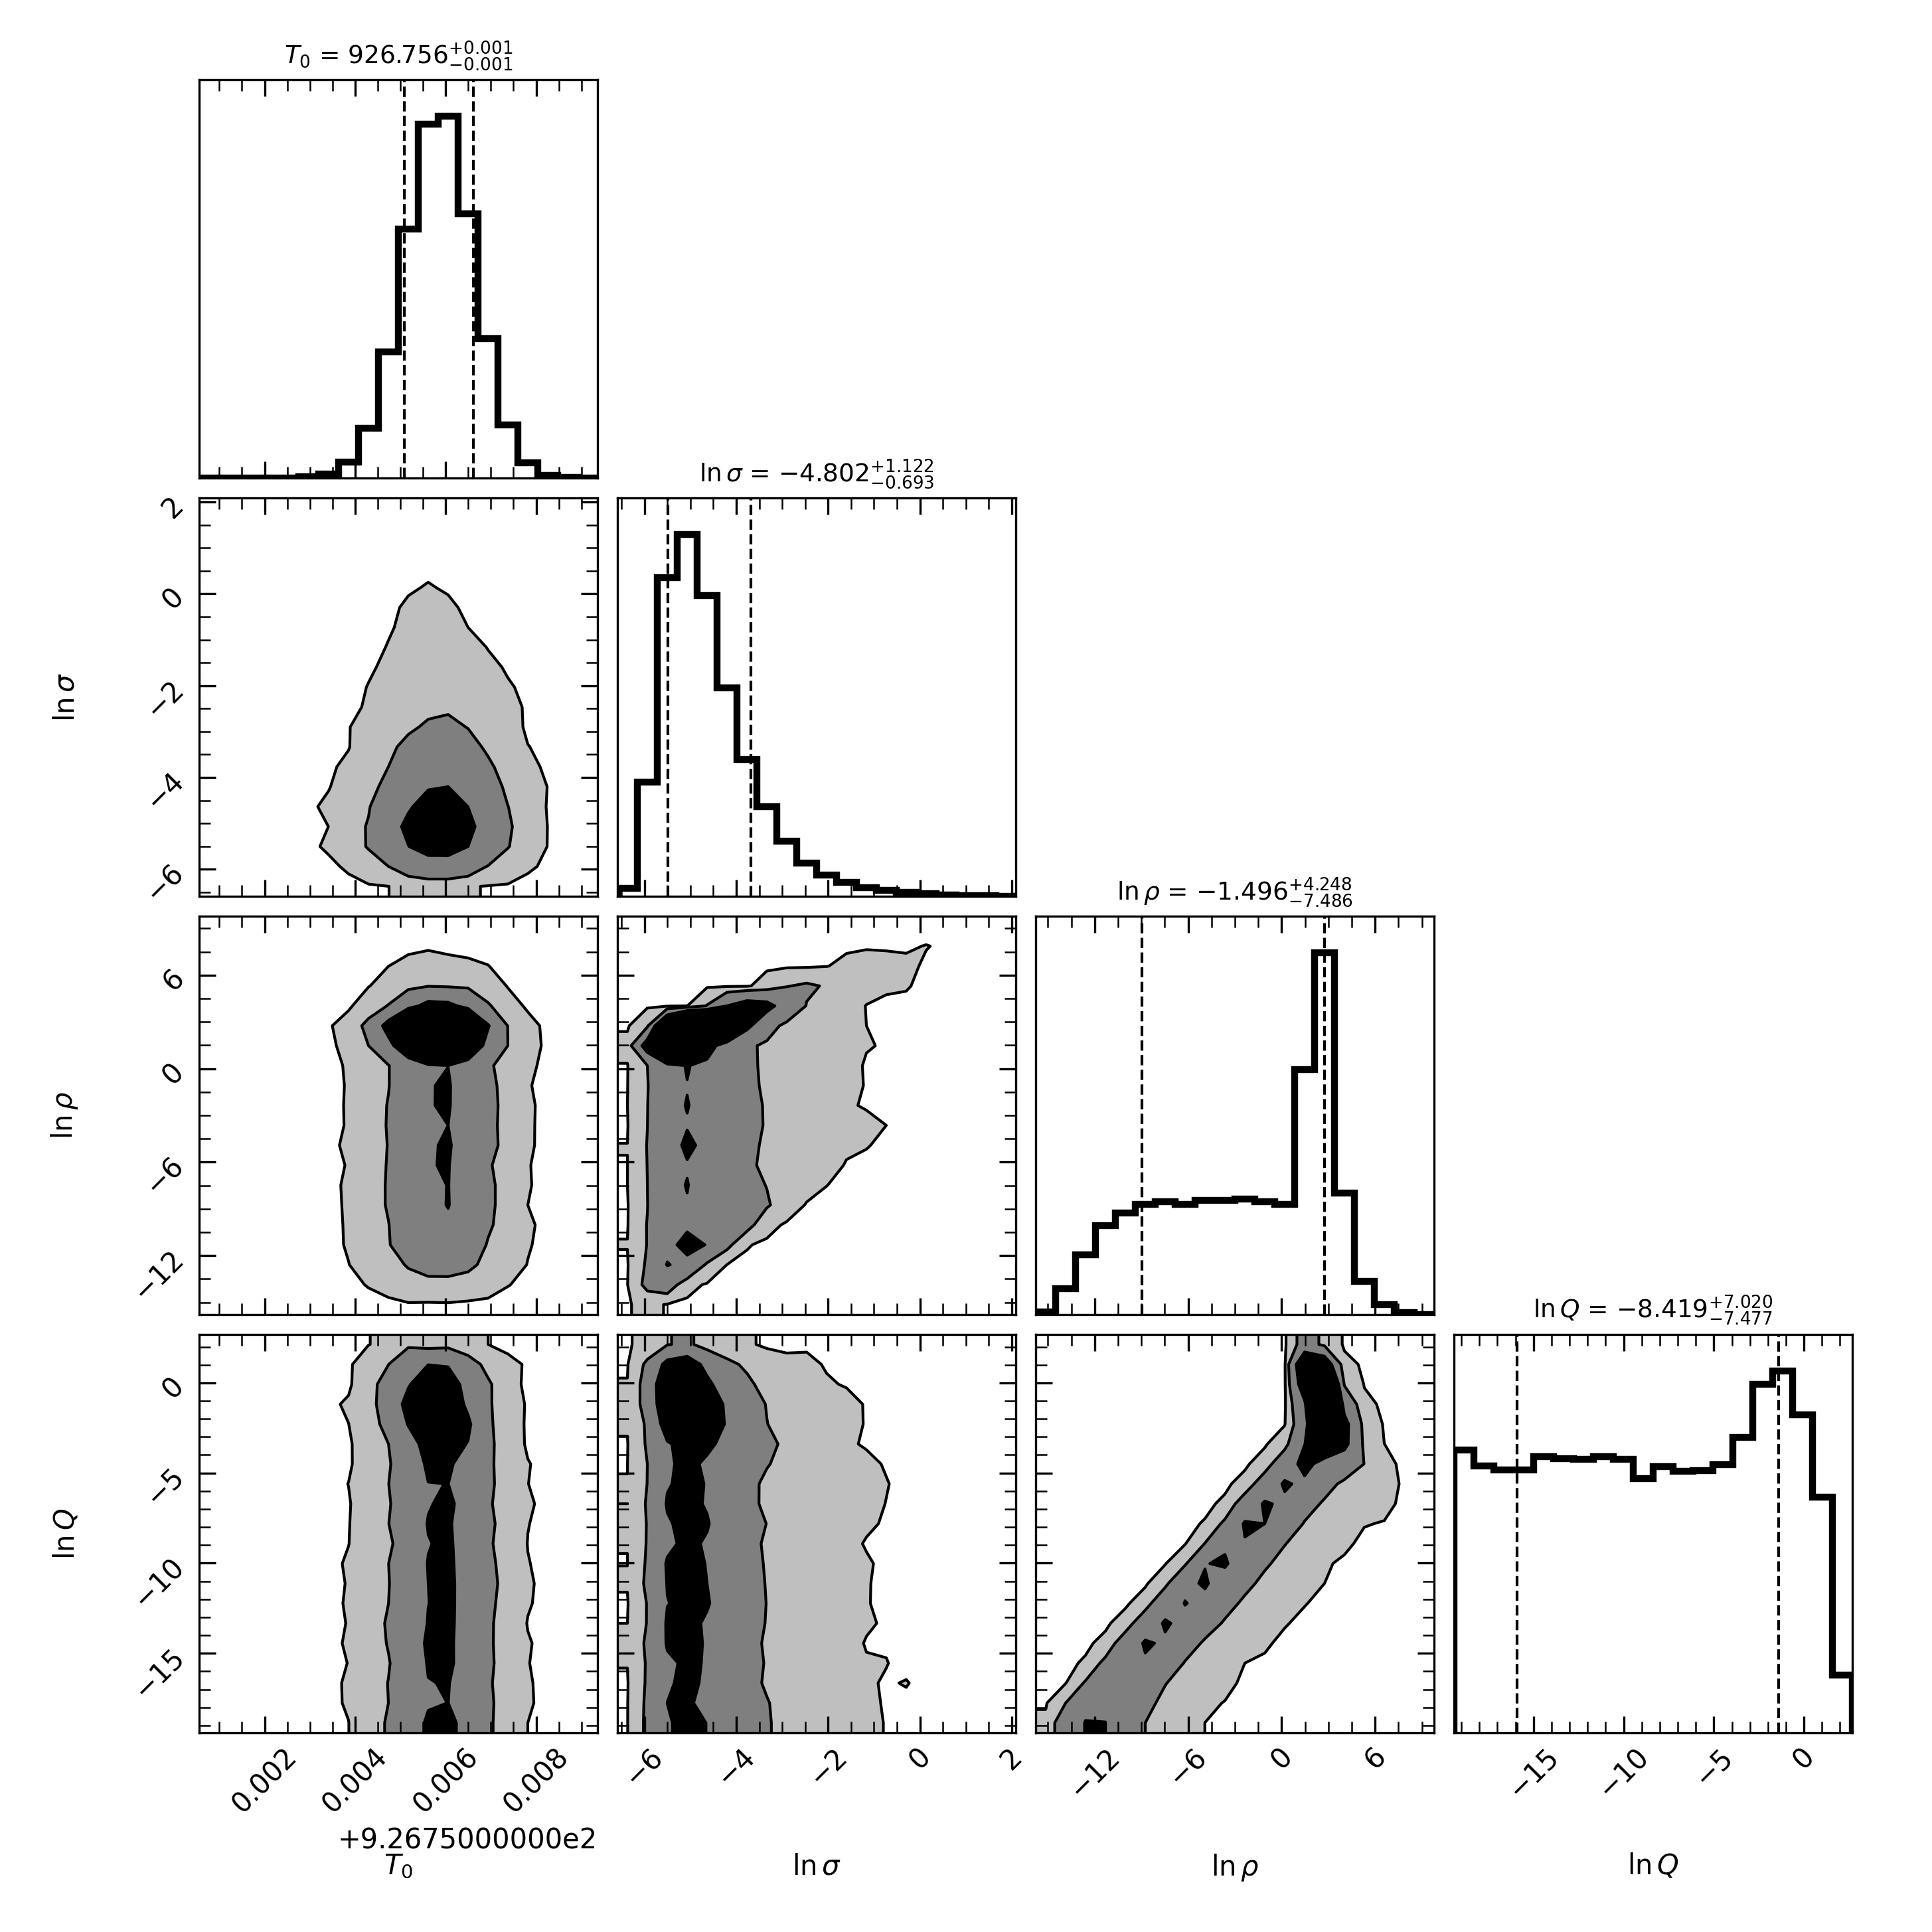 T₀ = 926.756 +0.001 −0.001
ln σ = −4.802 +1.122 −0.693
2
0
−2
−4
−6
ln σ
ln ρ = −1.496 +4.248 −7.486
6
0
−6
−12
ln ρ
ln Q = −8.419 +7.020 −7.477
0
−5
−10
−15
ln Q
0.002 0.004 0.006 0.008 −6 −4 −2 0 2 −12 −6 0 6 −15 −10 −5 0
+9.2675000000e2
T₀ ln σ ln ρ ln Q